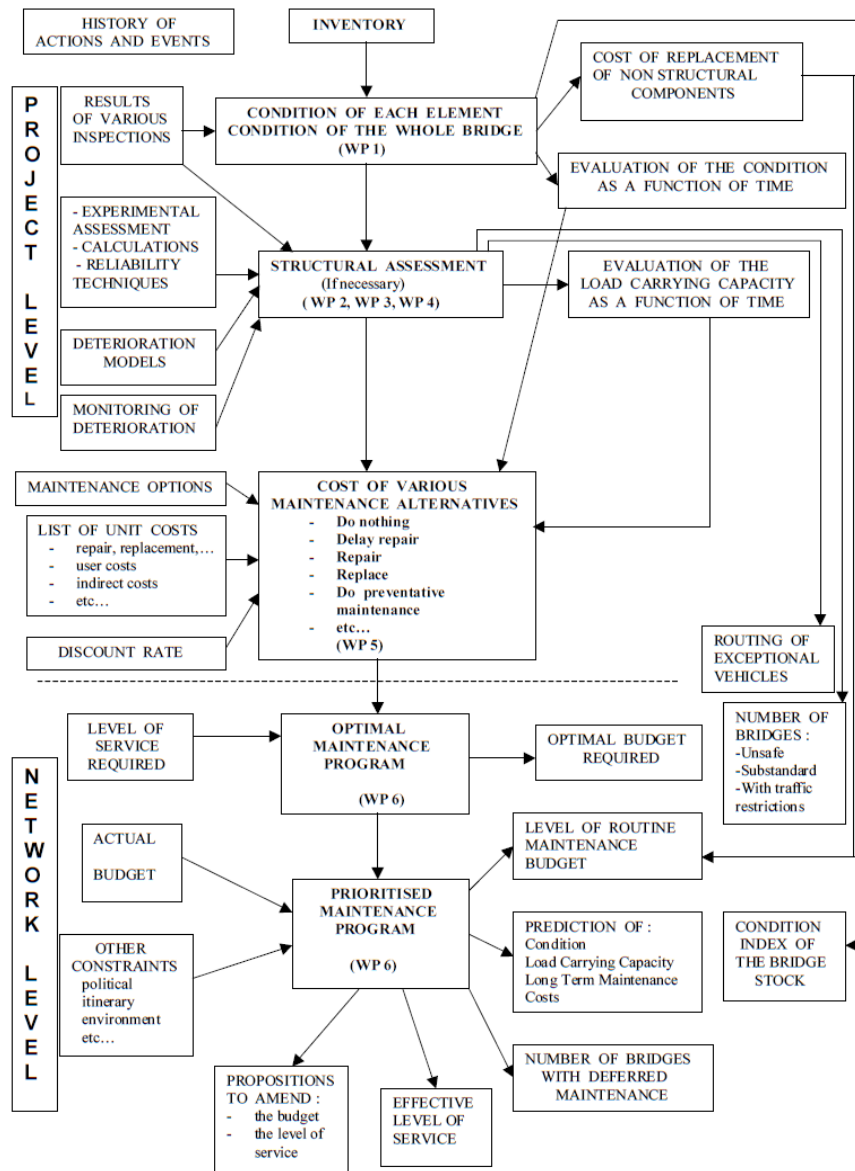 HISTORY OF
ACTIONS AND EVENTS
INVENTORY
COST OF REPLACEMENT
OF NON STRUCTURAL
COMPONENTS
PROJECT LEVEL
RESULTS
OF VARIOUS
INSPECTIONS
CONDITION OF EACH ELEMENT
CONDITION OF THE WHOLE BRIDGE
(WP 1)
EVALUATION OF THE CONDITION
AS A FUNCTION OF TIME
- EXPERIMENTAL
ASSESSMENT
- CALCULATIONS
- RELIABILITY
TECHNIQUES
STRUCTURAL ASSESSMENT
(If necessary)
( WP 2, WP 3, WP 4)
EVALUATION OF THE
LOAD CARRYING CAPACITY
AS A FUNCTION OF TIME
DETERIORATION
MODELS
MONITORING OF
DETERIORATION
MAINTENANCE OPTIONS
COST OF VARIOUS
MAINTENANCE ALTERNATIVES
- Do nothing
- Delay repair
- Repair
- Replace
- Do preventative
maintenance
- etc…
(WP 5)
LIST OF UNIT COSTS
- repair, replacement,…
- user costs
- indirect costs
- etc…
DISCOUNT RATE
ROUTING OF
EXCEPTIONAL
VEHICLES
NUMBER OF
BRIDGES :
-Unsafe
-Substandard
-With traffic
restrictions
NETWORK LEVEL
LEVEL OF
SERVICE
REQUIRED
OPTIMAL
MAINTENANCE
PROGRAM
(WP 6)
OPTIMAL BUDGET
REQUIRED
ACTUAL
BUDGET
LEVEL OF ROUTINE
MAINTENANCE
BUDGET
PRIORITISED
MAINTENANCE
PROGRAM
(WP 6)
OTHER
CONSTRAINTS
political
itinerary
environment
etc…
PREDICTION OF :
Condition
Load Carrying Capacity
Long Term Maintenance
Costs
CONDITION
INDEX OF
THE BRIDGE
STOCK
PROPOSITIONS
TO AMEND :
- the budget
- the level of
service
EFFECTIVE
LEVEL OF
SERVICE
NUMBER OF BRIDGES
WITH DEFERRED
MAINTENANCE